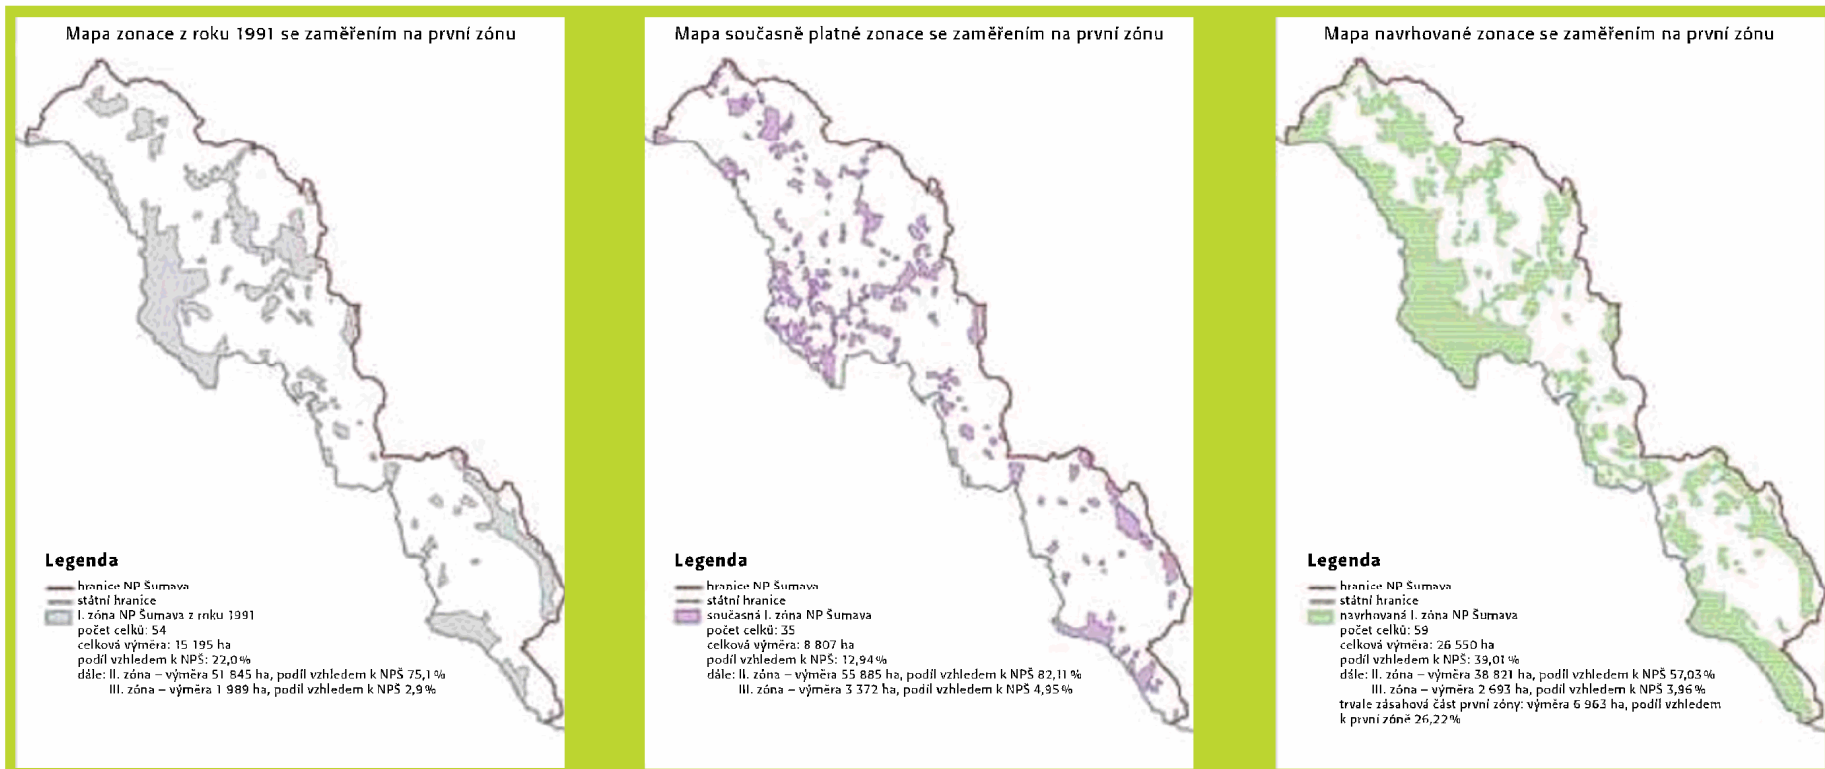 Mapa zonace z roku 1991 se zaměřením na první zónu
Legenda
hranice NP Šumava
státní hranice
I. zóna NP Šumava z roku 1991
počet celků: 54
celková výměra: 15 195 ha
podíl vzhledem k NPŠ: 22,0%
dále: II. zóna – výměra 51 845 ha, podíl vzhledem k NPŠ 75,1%
III. zóna – výměra 1 989 ha, podíl vzhledem k NPŠ 2,9%
Mapa současně platné zonace se zaměřením na první zónu
Legenda
hranice NP Šumava
státní hranice
současná I. zóna NP Šumava
počet celků: 35
celková výměra: 8 807 ha
podíl vzhledem k NPŠ: 12,94%
dále: II. zóna – výměra 55 885 ha, podíl vzhledem k NPŠ 82,11%
III. zóna – výměra 3 372 ha, podíl vzhledem k NPŠ 4,95%
Mapa navrhované zonace se zaměřením na první zónu
Legenda
hranice NP Šumava
státní hranice
navrhovaná I. zóna NP Šumava
počet celků: 59
celková výměra: 26 550 ha
podíl vzhledem k NPŠ: 39,01%
dále: II. zóna – výměra 38 821 ha, podíl vzhledem k NPŠ 57,03%
III. zóna – výměra 2 693 ha, podíl vzhledem k NPŠ 3,96%
trvale zásahová část první zóny: výměra 6 963 ha, podíl vzhledem
k první zóně 26,22%